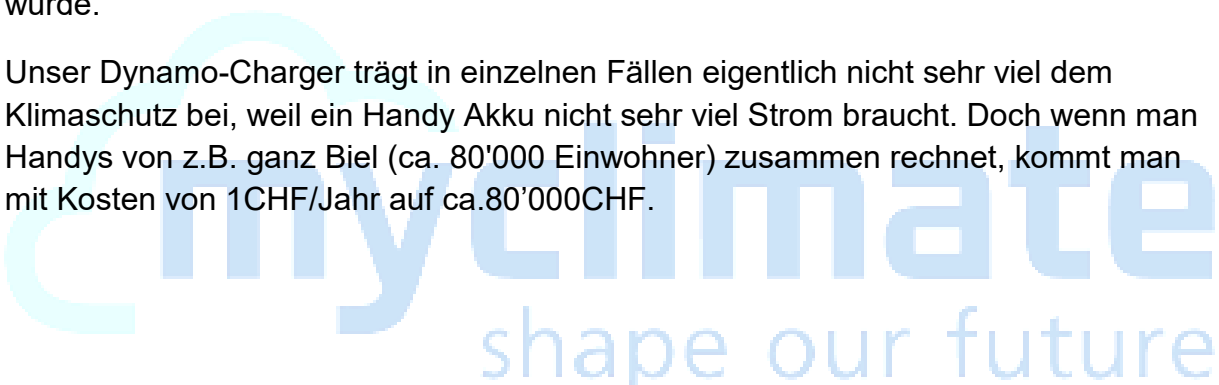 wurde.
Unser Dynamo-Charger trägt in einzelnen Fällen eigentlich nicht sehr viel dem
Klimaschutz bei, weil ein Handy Akku nicht sehr viel Strom braucht. Doch wenn man
Handys von z.B. ganz Biel (ca. 80'000 Einwohner) zusammen rechnet, kommt man
mit Kosten von 1CHF/Jahr auf ca.80’000CHF.
myclimate
shape our future